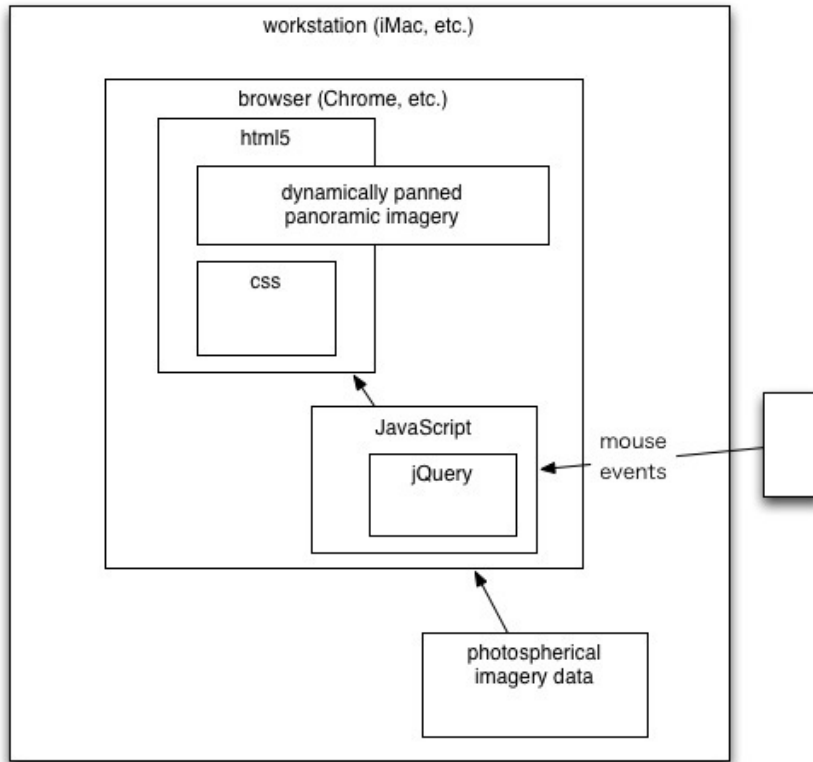 workstation (iMac, etc.)
browser (Chrome, etc.)
html5
dynamically panned
panoramic imagery
css
JavaScript
jQuery
mouse
events
photospherical
imagery data